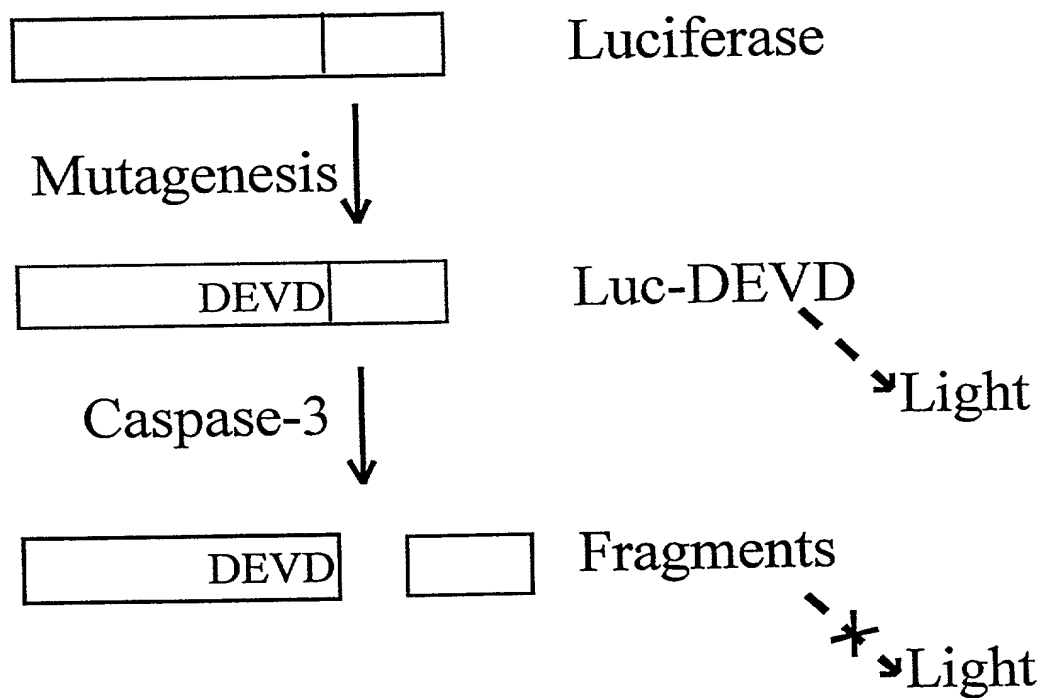 Luciferase
Mutagenesis
DEVD
Luc-DEVD
Light
Caspase-3
DEVD
Fragments
Light